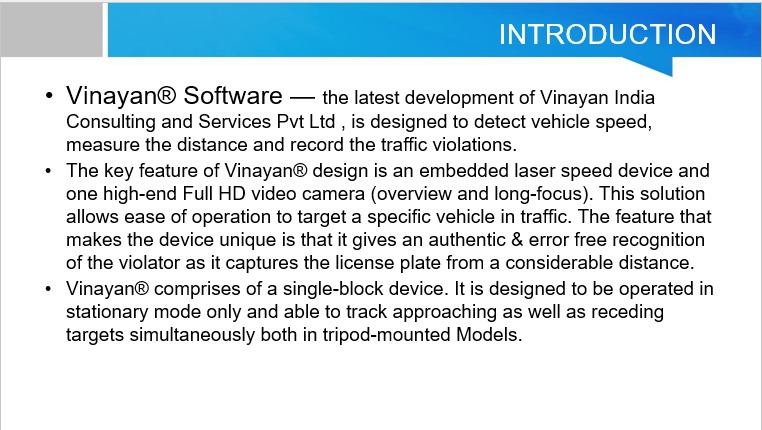 INTRODUCTION
• Vinayan® Software — the latest development of Vinayan India
Consulting and Services Pvt Ltd , is designed to detect vehicle speed,
measure the distance and record the traffic violations.
• The key feature of Vinayan® design is an embedded laser speed device and
one high-end Full HD video camera (overview and long-focus). This solution
allows ease of operation to target a specific vehicle in traffic. The feature that
makes the device unique is that it gives an authentic & error free recognition
of the violator as it captures the license plate from a considerable distance.
• Vinayan® comprises of a single-block device. It is designed to be operated in
stationary mode only and able to track approaching as well as receding
targets simultaneously both in tripod-mounted Models.